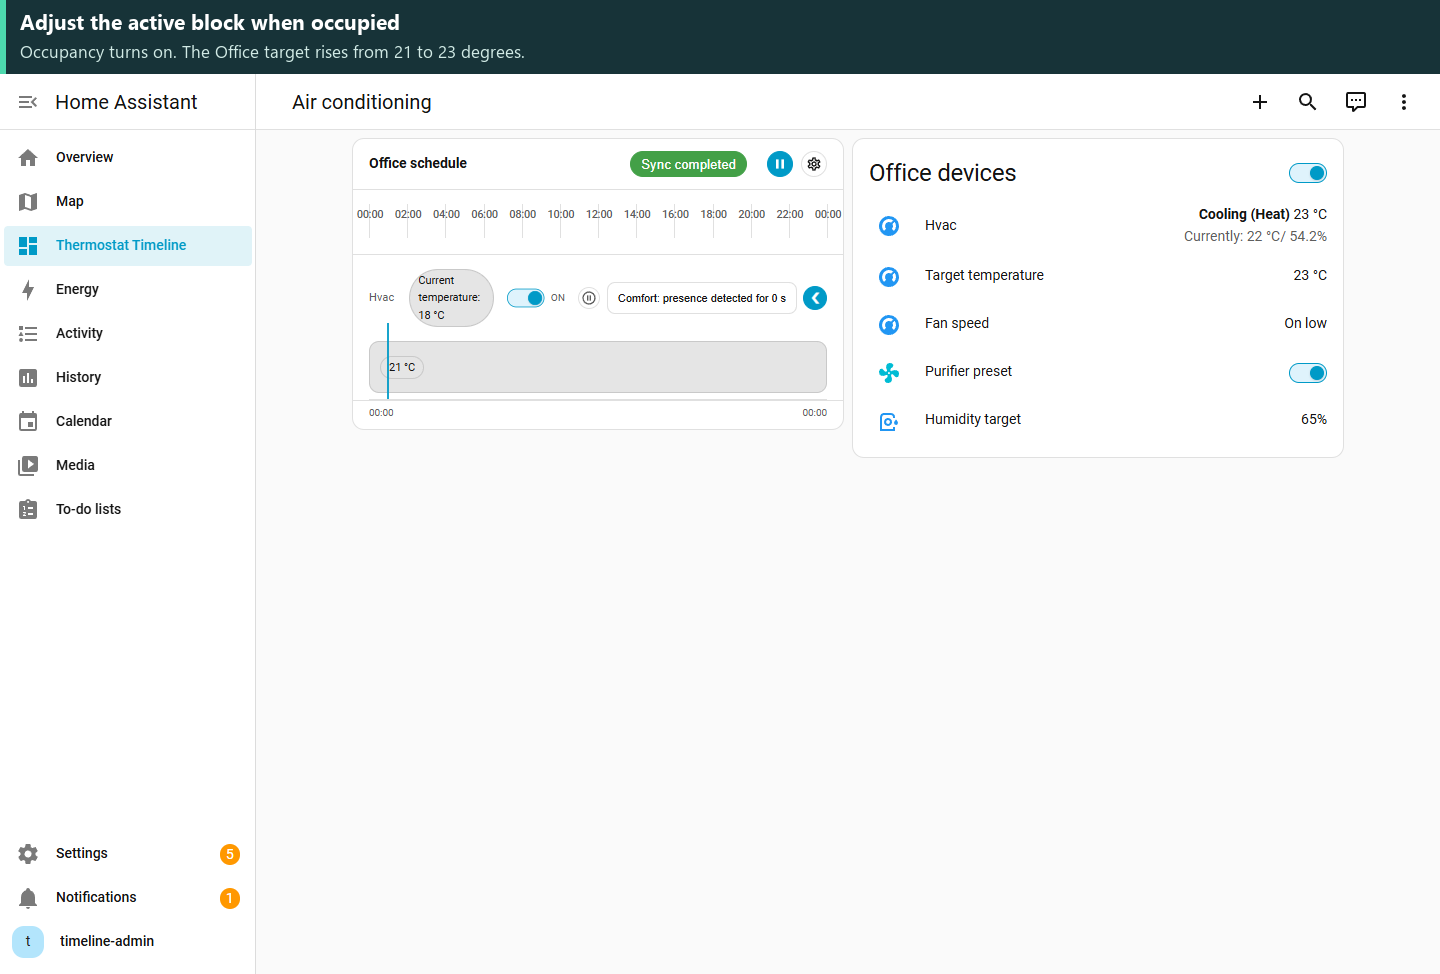 Adjust the active block when occupied
Occupancy turns on. The Office target rises from 21 to 23 degrees.
Home Assistant
Air conditioning
Overview
Map
Thermostat Timeline
Energy
Activity
History
Calendar
Media
To-do lists
Settings 5
Notifications 1
t timeline-admin
Office schedule
Sync completed
00:00 02:00 04:00 06:00 08:00 10:00 12:00 14:00 16:00 18:00 20:00 22:00 00:00
Hvac
Current
temperature:
18 °C
ON
Comfort: presence detected for 0 s
21 °C
00:00 00:00
Office devices
Hvac
Cooling (Heat) 23 °C
Currently: 22 °C/ 54.2%
Target temperature 23 °C
Fan speed On low
Purifier preset
Humidity target 65%